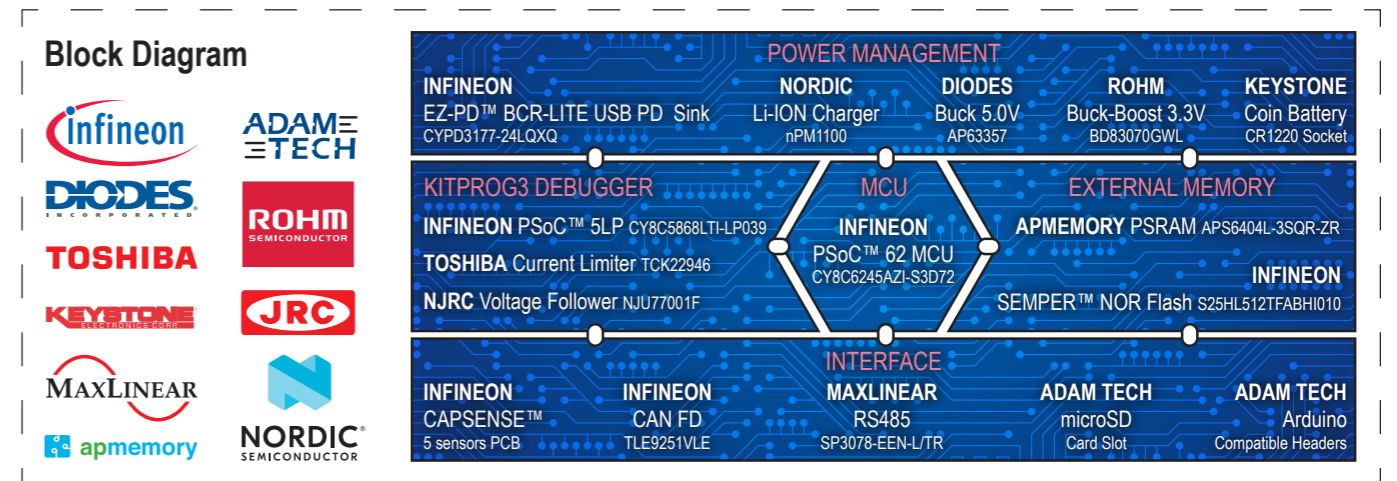 Block Diagram
infineon
ADAM
TECH
DIODES.
INCORPORATED
ROHM
SEMICONDUCTOR
TOSHIBA
KEYSTONE
ELECTRONICS CORP.
JRC
MAXLINEAR
NORDIC®
SEMICONDUCTOR
apmemory
POWER MANAGEMENT
INFINEON
EZ-PD™ BCR-LITE USB PD Sink
CYPD3177-24LQXQ
NORDIC
Li-ION Charger
nPM1100
DIODES
Buck 5.0V
AP63357
ROHM
Buck-Boost 3.3V
BD83070GWL
KEYSTONE
Coin Battery
CR1220 Socket
KITPROG3 DEBUGGER
INFINEON PSoC™ 5LP CY8C5868LTI-LP039
TOSHIBA Current Limiter TCK22946
NJRC Voltage Follower NJU77001F
MCU
INFINEON
PSoC™ 62 MCU
CY8C6245AZI-S3D72
EXTERNAL MEMORY
APMEMORY PSRAM APS6404L-3SQR-ZR
INFINEON
SEMPER™ NOR Flash S25HL512TFABHI010
INTERFACE
INFINEON
CAPSENSE™
5 sensors PCB
INFINEON
CAN FD
TLE9251VLE
MAXLINEAR
RS485
SP3078-EEN-L/TR
ADAM TECH
microSD
Card Slot
ADAM TECH
Arduino
Compatible Headers